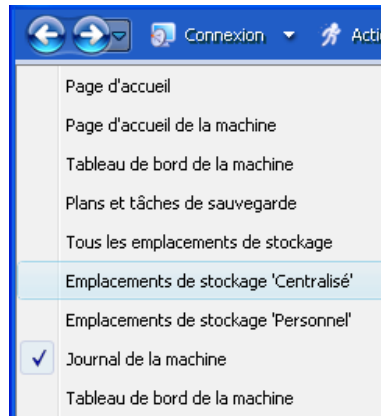 Connexion Acti
Page d'accueil
Page d'accueil de la machine
Tableau de bord de la machine
Plans et tâches de sauvegarde
Tous les emplacements de stockage
Emplacements de stockage 'Centralisé'
Emplacements de stockage 'Personnel'
Journal de la machine
Tableau de bord de la machine